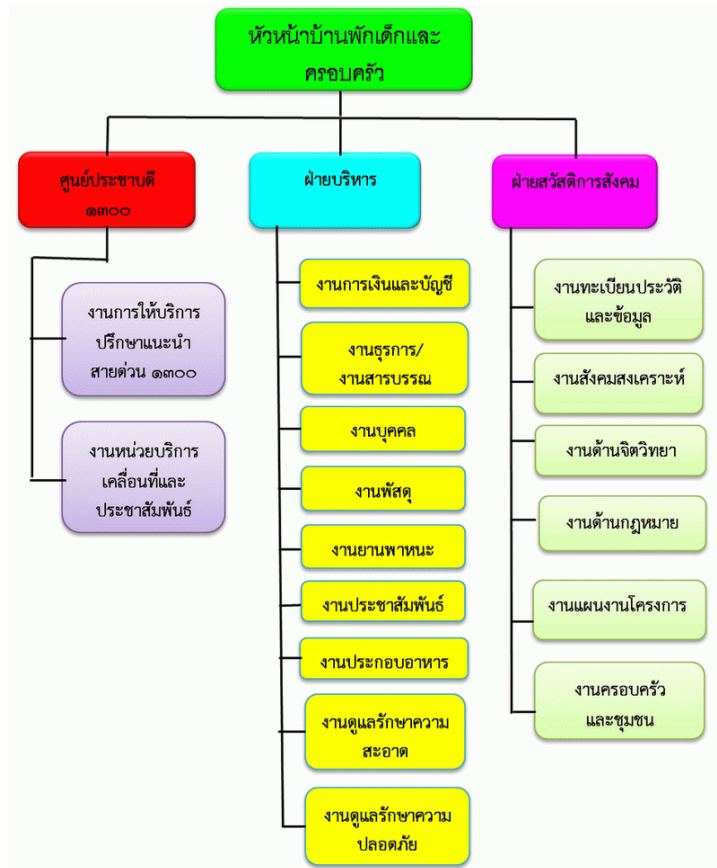 หัวหน้าบ้านพักเด็กและ
ครอบครัว
ศูนย์ประชาบดี
๑๓๐๐
งานการให้บริการ
ปรึกษาแนะนำ
สายด่วน ๑๓๐๐
งานหน่วยบริการ
เคลื่อนที่และ
ประชาสัมพันธ์
ฝ่ายบริหาร
งานการเงินและบัญชี
งานธุรการ/
งานสารบรรณ
งานบุคคล
งานพัสดุ
งานยานพาหนะ
งานประชาสัมพันธ์
งานประกอบอาหาร
งานดูแลรักษาความ
สะอาด
งานดูแลรักษาความ
ปลอดภัย
ฝ่ายสวัสดิการสังคม
งานทะเบียนประวัติ
และข้อมูล
งานสังคมสงเคราะห์
งานด้านจิตวิทยา
งานด้านกฎหมาย
งานแผนงานโครงการ
งานครอบครัว
และชุมชน